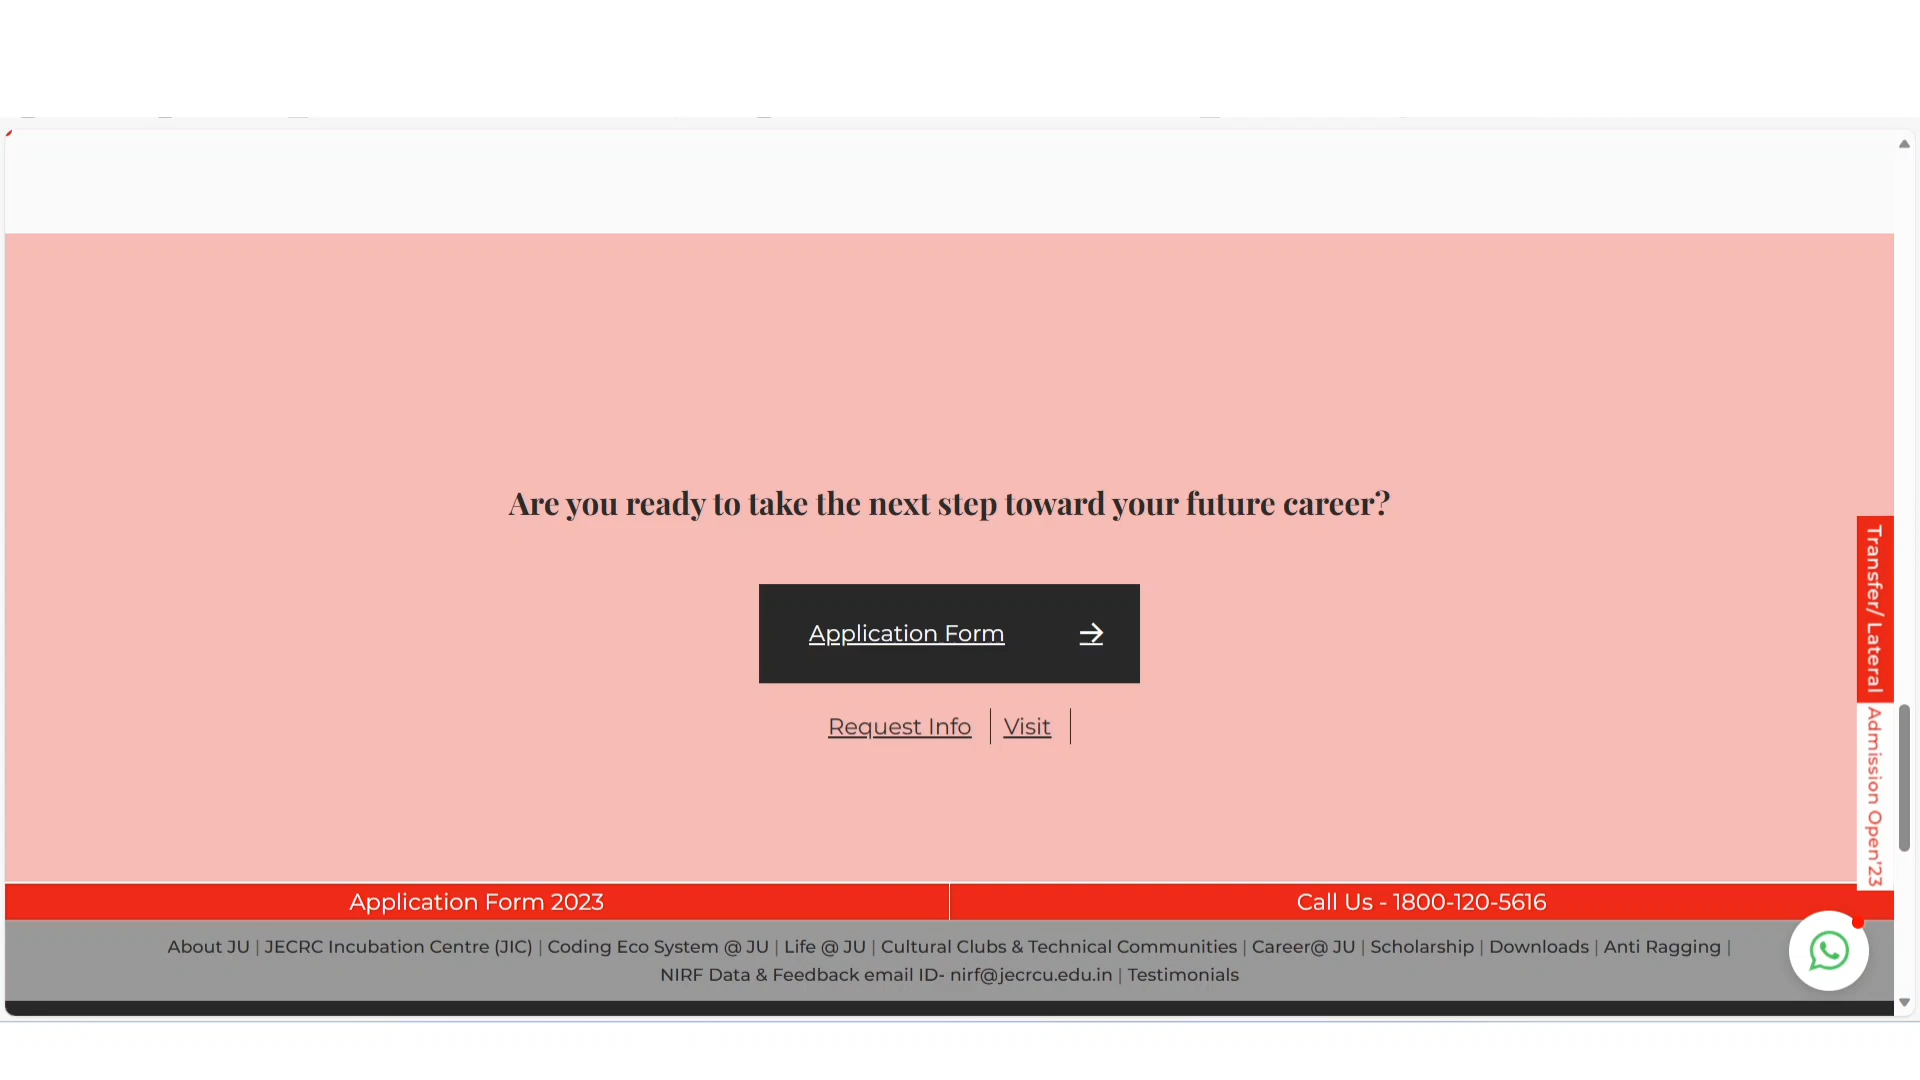 Are you ready to take the next step toward your future career?
Application Form →
Request Info | Visit |
Transfer/ Lateral
Admission Open'23
Application Form 2023
Call Us - 1800-120-5616
About JU | JECRC Incubation Centre (JIC) | Coding Eco System @ JU | Life @ JU | Cultural Clubs & Technical Communities | Career@ JU | Scholarship | Downloads | Anti Ragging |
NIRF Data & Feedback email ID- nirf@jecrcu.edu.in | Testimonials